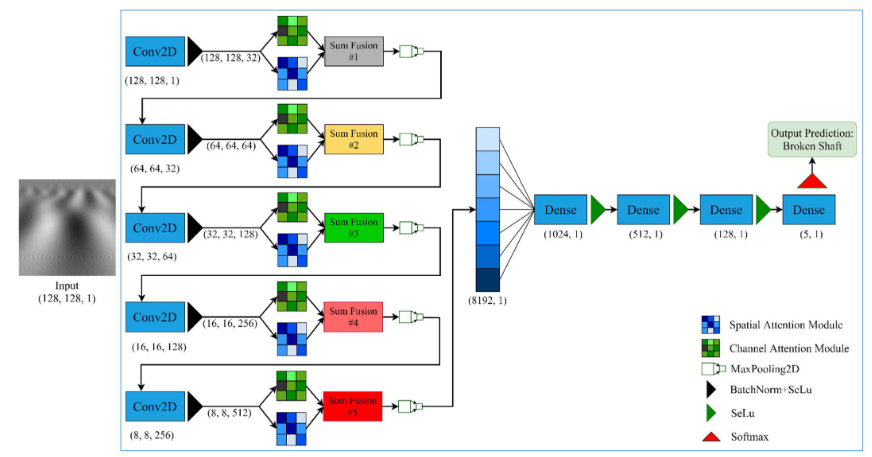 Conv2D
(128, 128, 1)
(128, 128, 32)
Sum Fusion
#1
Conv2D
(64, 64, 32)
(64, 64, 64)
Sum Fusion
#2
Conv2D
(32, 32, 64)
(32, 32, 128)
Sum Fusion
#3
Conv2D
(16, 16, 128)
(16, 16, 256)
Sum Fusion
#4
Conv2D
(8, 8, 256)
(8, 8, 512)
Sum Fusion
#5
Input
(128, 128, 1)
(8192, 1)
Dense
(1024, 1)
Dense
(512, 1)
Dense
(128, 1)
Dense
(5, 1)
Output Prediction:
Broken Shaft
Spatial Attention Module
Channel Attention Module
MaxPooling2D
BatchNorm+SeLu
SeLu
Softmax